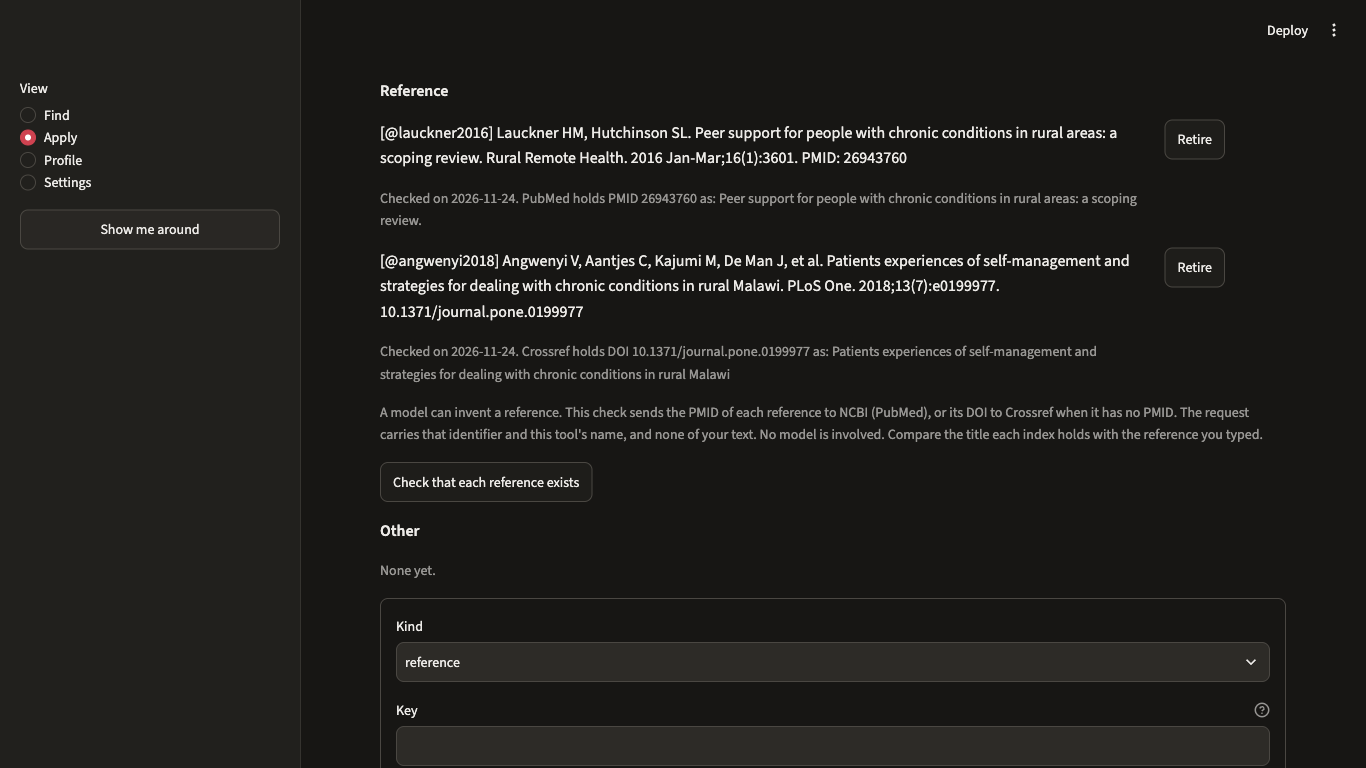 Deploy
View
Find
Apply
Profile
Settings
Show me around
Reference
[@lauckner2016] Lauckner HM, Hutchinson SL. Peer support for people with chronic conditions in rural areas: a
scoping review. Rural Remote Health. 2016 Jan-Mar;16(1):3601. PMID: 26943760
Retire
Checked on 2026-11-24. PubMed holds PMID 26943760 as: Peer support for people with chronic conditions in rural areas: a scoping
review.
[@angwenyi2018] Angwenyi V, Aantjes C, Kajumi M, De Man J, et al. Patients experiences of self-management and
strategies for dealing with chronic conditions in rural Malawi. PLoS One. 2018;13(7):e0199977.
10.1371/journal.pone.0199977
Retire
Checked on 2026-11-24. Crossref holds DOI 10.1371/journal.pone.0199977 as: Patients experiences of self-management and
strategies for dealing with chronic conditions in rural Malawi
A model can invent a reference. This check sends the PMID of each reference to NCBI (PubMed), or its DOI to Crossref when it has no PMID. The request
carries that identifier and this tool's name, and none of your text. No model is involved. Compare the title each index holds with the reference you typed.
Check that each reference exists
Other
None yet.
Kind
reference
Key